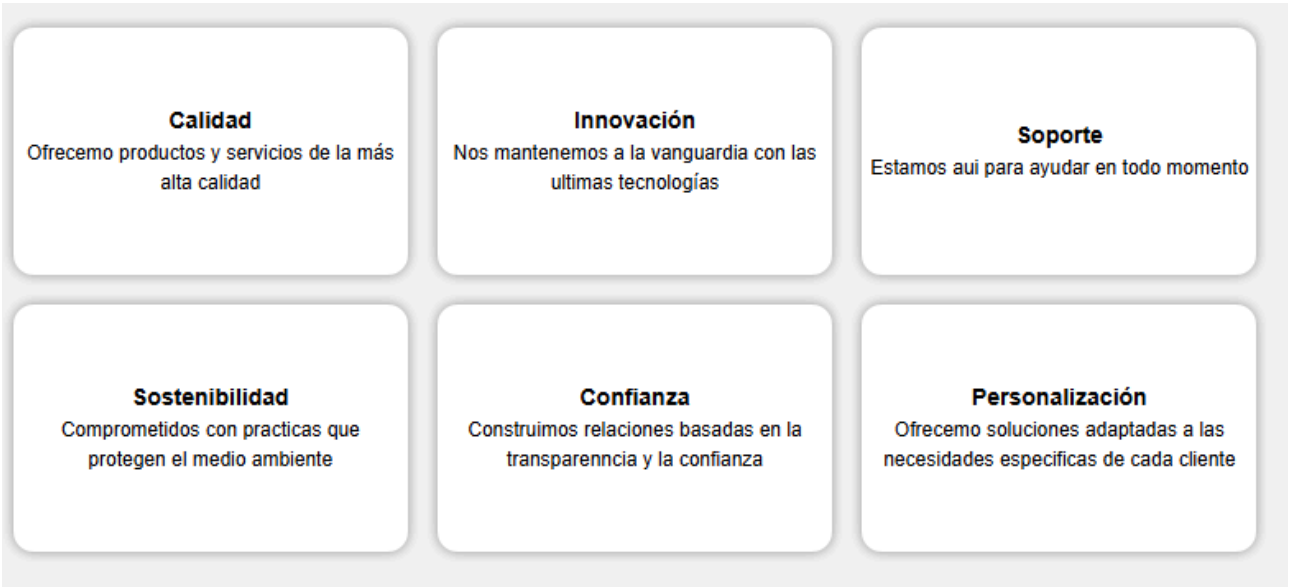 Calidad
Ofrecemo productos y servicios de la más
alta calidad
Innovación
Nos mantenemos a la vanguardia con las
ultimas tecnologías
Soporte
Estamos aui para ayudar en todo momento
Sostenibilidad
Comprometidos con practicas que
protegen el medio ambiente
Confianza
Construimos relaciones basadas en la
transparenncia y la confianza
Personalización
Ofrecemo soluciones adaptadas a las
necesidades especificas de cada cliente